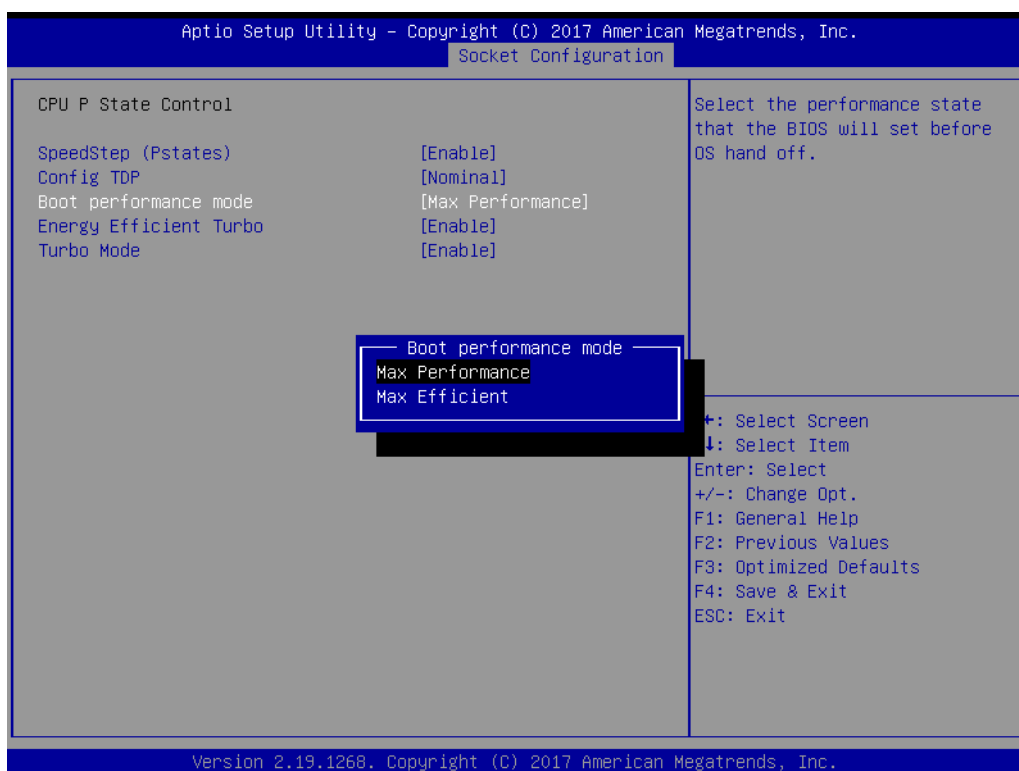 Aptio Setup Utility – Copyright (C) 2017 American Megatrends, Inc.
Socket Configuration
CPU P State Control
SpeedStep (Pstates) [Enable]
Config TDP [Nominal]
Boot performance mode [Max Performance]
Energy Efficient Turbo [Enable]
Turbo Mode [Enable]
Boot performance mode
Max Performance
Max Efficient
Select the performance state
that the BIOS will set before
OS hand off.
: Select Screen
: Select Item
Enter: Select
+/-: Change Opt.
F1: General Help
F2: Previous Values
F3: Optimized Defaults
F4: Save & Exit
ESC: Exit
Version 2.19.1268. Copyright (C) 2017 American Megatrends, Inc.